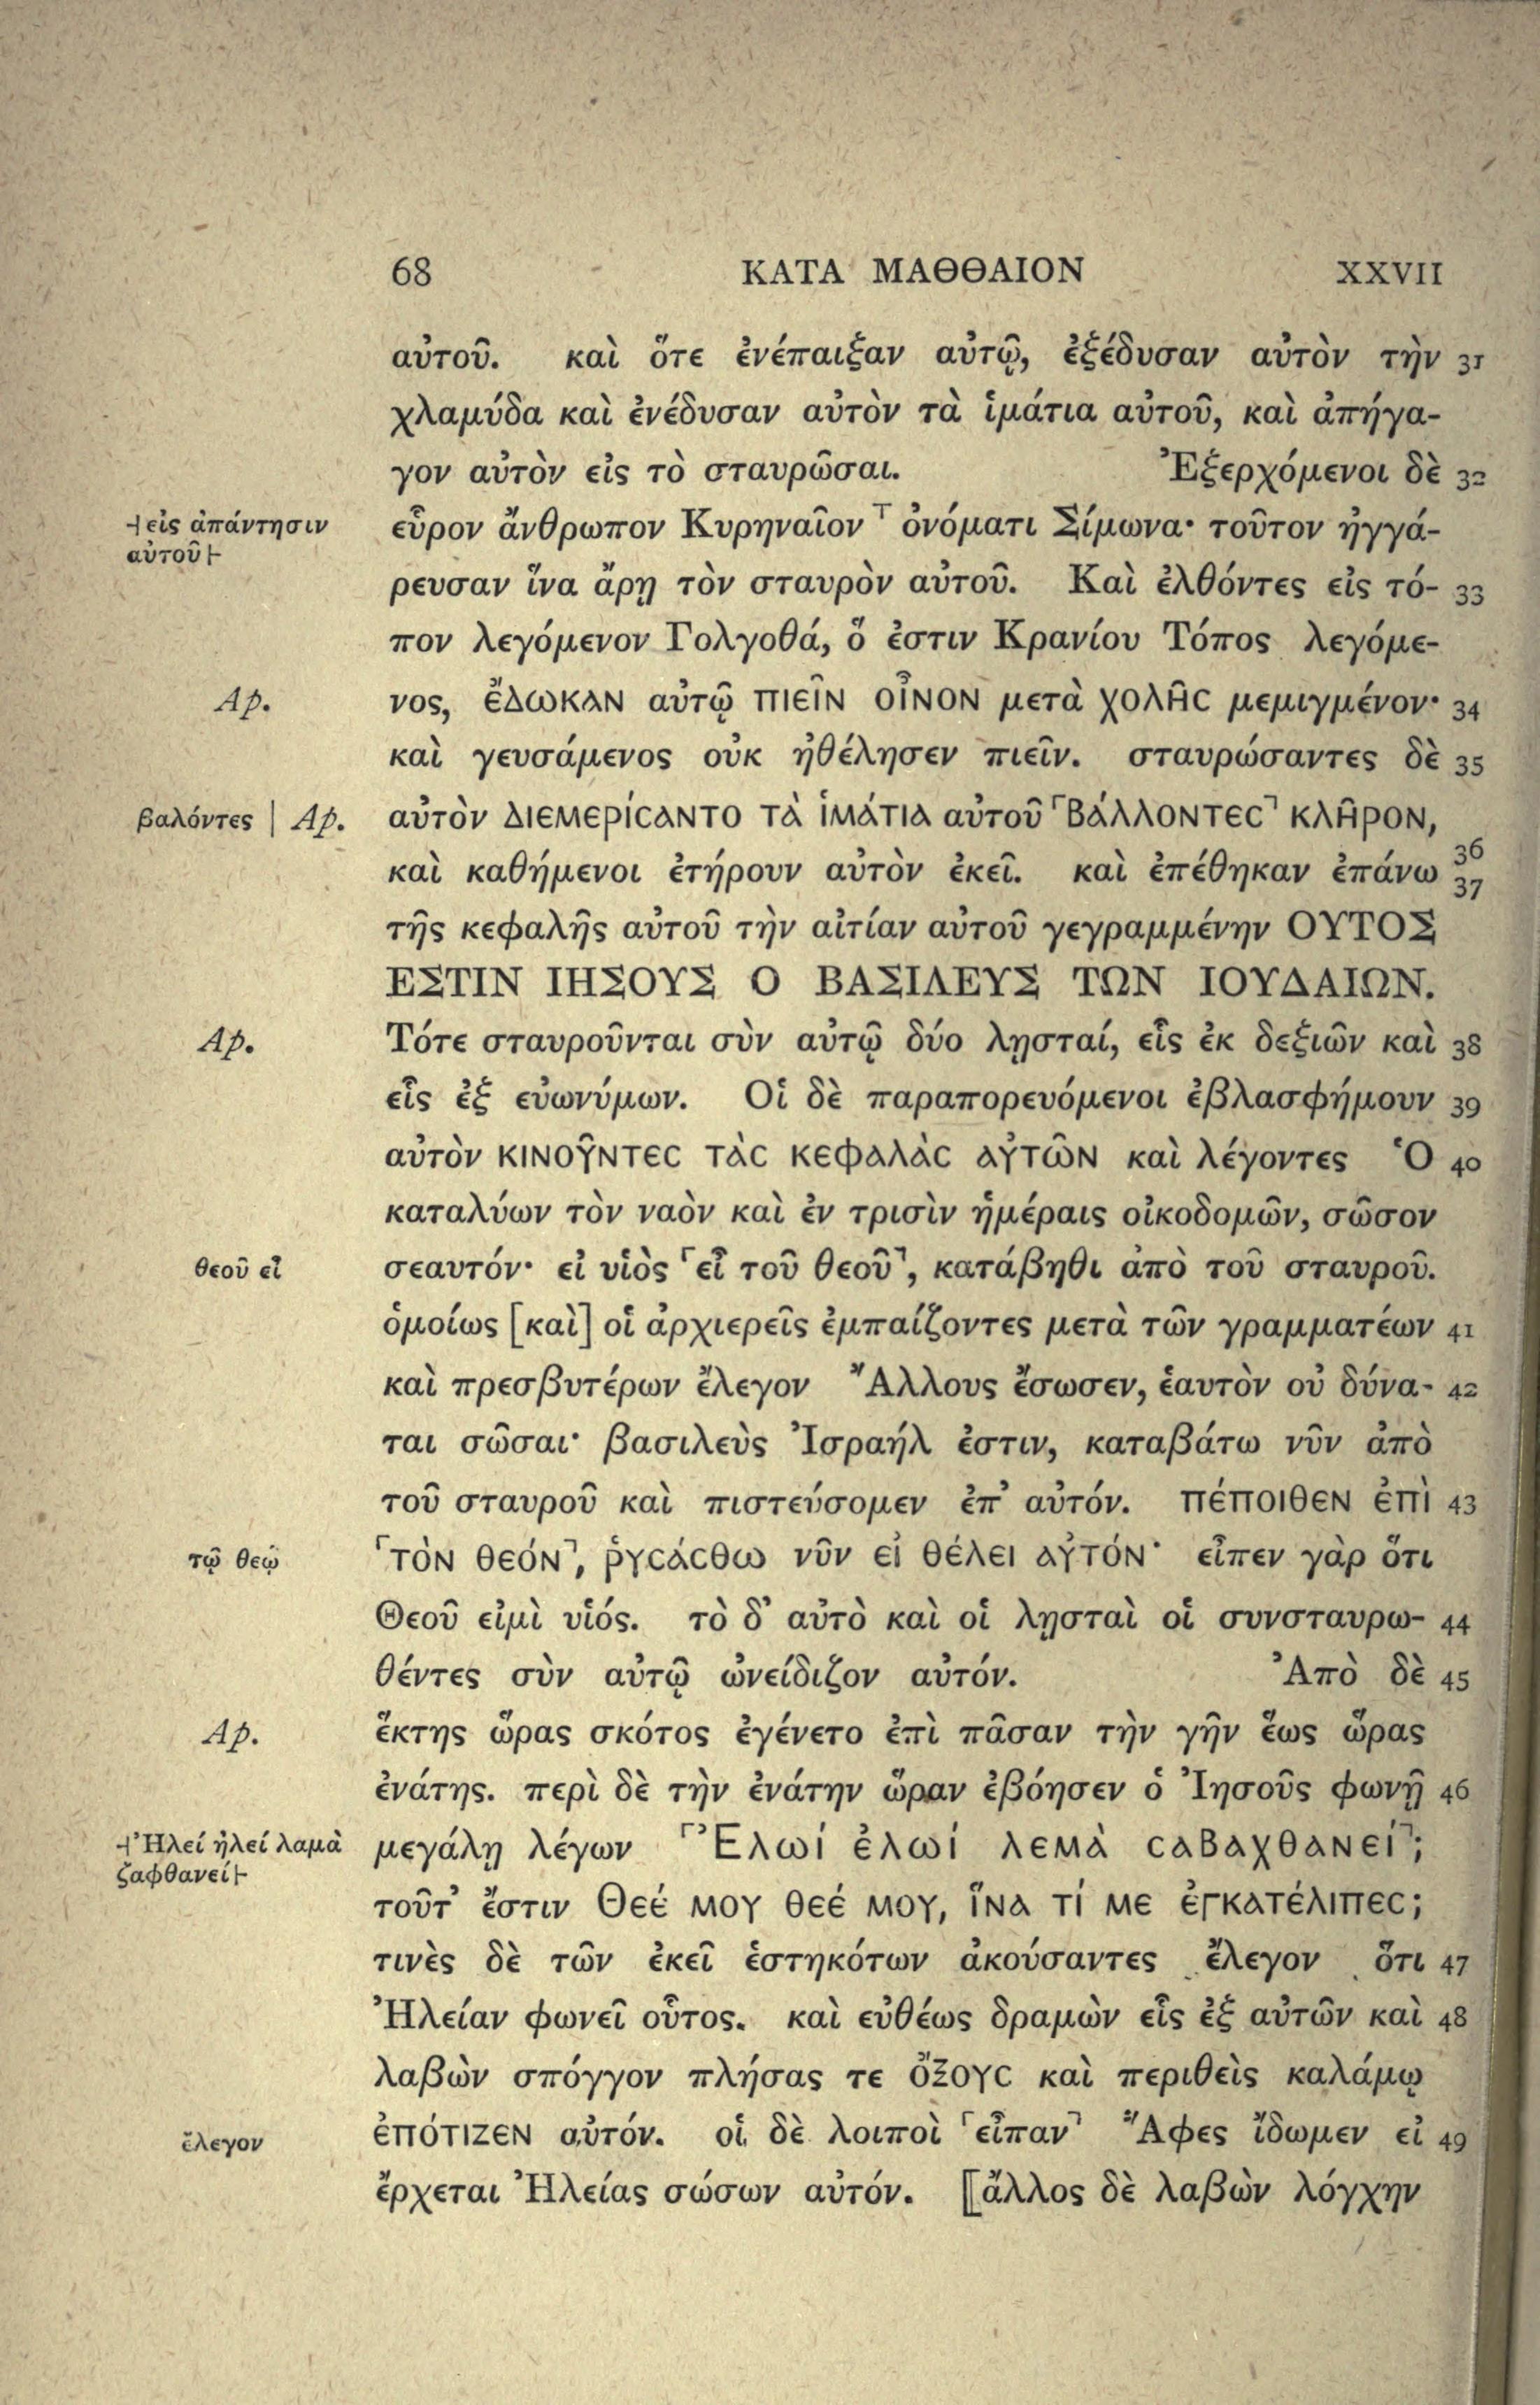 68 ΚΑΤΑ ΜΑΘΘΑΙΟΝ XXVII
αὐτοῦ. καὶ ὅτε ἐνέπαιξαν αὐτῷ, ἐξέδυσαν αὐτὸν τὴν 31
χλαμύδα καὶ ἐνέδυσαν αὐτὸν τὰ ἱμάτια αὐτοῦ, καὶ ἀπήγα-
γον αὐτὸν εἰς τὸ σταυρῶσαι. Ἐξερχόμενοι δὲ 32
⊣εἰς ἀπάντησιν
αὐτοῦ⊢
εὗρον ἄνθρωπον Κυρηναῖον ⸆ ὀνόματι Σίμωνα· τοῦτον ἠγγά-
ρευσαν ἵνα ἄρῃ τὸν σταυρὸν αὐτοῦ. Καὶ ἐλθόντες εἰς τό- 33
πον λεγόμενον Γολγοθά, ὅ ἐστιν Κρανίου Τόπος λεγόμε-
Ap. νος, ἔδωκαν αὐτῷ πιεῖν οἶνον μετὰ χολῆς μεμιγμένον· 34
καὶ γευσάμενος οὐκ ἠθέλησεν πιεῖν. σταυρώσαντες δὲ 35
βαλόντες | Ap. αὐτὸν διεμερίσαντο τὰ ἱμάτια αὐτοῦ ⸀βάλλοντες⸃ κλῆρον,
καὶ καθήμενοι ἐτήρουν αὐτὸν ἐκεῖ. καὶ ἐπέθηκαν ἐπάνω 36 37
τῆς κεφαλῆς αὐτοῦ τὴν αἰτίαν αὐτοῦ γεγραμμένην ΟΥΤΟΣ
ΕΣΤΙΝ ΙΗΣΟΥΣ Ο ΒΑΣΙΛΕΥΣ ΤΩΝ ΙΟΥΔΑΙΩΝ.
Ap. Τότε σταυροῦνται σὺν αὐτῷ δύο λῃσταί, εἷς ἐκ δεξιῶν καὶ 38
εἷς ἐξ εὐωνύμων. Οἱ δὲ παραπορευόμενοι ἐβλασφήμουν 39
αὐτὸν κινοῦντες τὰς κεφαλὰς αὐτῶν καὶ λέγοντες Ὁ 40
καταλύων τὸν ναὸν καὶ ἐν τρισὶν ἡμέραις οἰκοδομῶν, σῶσον
θεοῦ εἶ σεαυτόν· εἰ υἱὸς ⸂εἶ τοῦ θεοῦ⸃, κατάβηθι ἀπὸ τοῦ σταυροῦ.
ὁμοίως [καὶ] οἱ ἀρχιερεῖς ἐμπαίζοντες μετὰ τῶν γραμματέων 41
καὶ πρεσβυτέρων ἔλεγον Ἄλλους ἔσωσεν, ἑαυτὸν οὐ δύνα- 42
ται σῶσαι· βασιλεὺς Ἰσραήλ ἐστιν, καταβάτω νῦν ἀπὸ
τοῦ σταυροῦ καὶ πιστεύσομεν ἐπ᾿ αὐτόν. πέποιθεν ἐπὶ 43
τῷ θεῷ ⸂τὸν θεόν⸃, ῥυσάσθω νῦν εἰ θέλει αὐτόν· εἶπεν γὰρ ὅτι
Θεοῦ εἰμὶ υἱός. τὸ δ᾿ αὐτὸ καὶ οἱ λῃσταὶ οἱ συνσταυρω- 44
θέντες σὺν αὐτῷ ὠνείδιζον αὐτόν. Ἀπὸ δὲ 45
Ap. ἕκτης ὥρας σκότος ἐγένετο ἐπὶ πᾶσαν τὴν γῆν ἕως ὥρας
ἐνάτης. περὶ δὲ τὴν ἐνάτην ὥραν ἐβόησεν ὁ Ἰησοῦς φωνῇ 46
⊣Ἠλεί ἠλεί λαμὰ
ζαφθανεί⊢
μεγάλῃ λέγων ⸂Ἐλωί ἐλωί λεμὰ σαβαχθανεί⸃;
τοῦτ᾿ ἔστιν Θεέ μου θεέ μου, ἵνα τί με ἐγκατέλιπες;
τινὲς δὲ τῶν ἐκεῖ ἑστηκότων ἀκούσαντες ἔλεγον ὅτι 47
Ἠλείαν φωνεῖ οὗτος. καὶ εὐθέως δραμὼν εἷς ἐξ αὐτῶν καὶ 48
λαβὼν σπόγγον πλήσας τε ὄξους καὶ περιθεὶς καλάμῳ
ἔλεγον ἐπότιζεν αὐτόν. οἱ δὲ λοιποὶ ⸂εἶπαν⸃ Ἄφες ἴδωμεν εἰ 49
ἔρχεται Ἠλείας σώσων αὐτόν. ⟦ἄλλος δὲ λαβὼν λόγχην